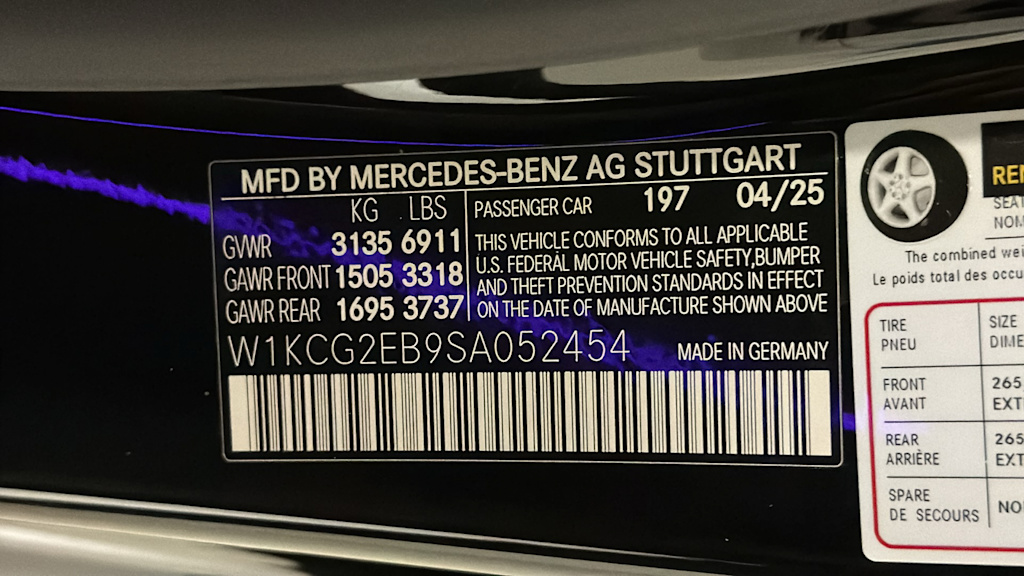 MFD BY MERCEDES-BENZ AG STUTTGART
KG LBS
GVWR 3135 6911
GAWR FRONT 1505 3318
GAWR REAR 1695 3737
PASSENGER CAR 197 04/25
THIS VEHICLE CONFORMS TO ALL APPLICABLE
U.S. FEDERAL MOTOR VEHICLE SAFETY,BUMPER
AND THEFT PREVENTION STANDARDS IN EFFECT
ON THE DATE OF MANUFACTURE SHOWN ABOVE
W1KCG2EB9SA052454
MADE IN GERMANY
The combined
Le poids total des
TIRE
PNEU
SIZE
FRONT
AVANT
265
REAR
ARRIÈRE
265
SPARE
DE SECOURS